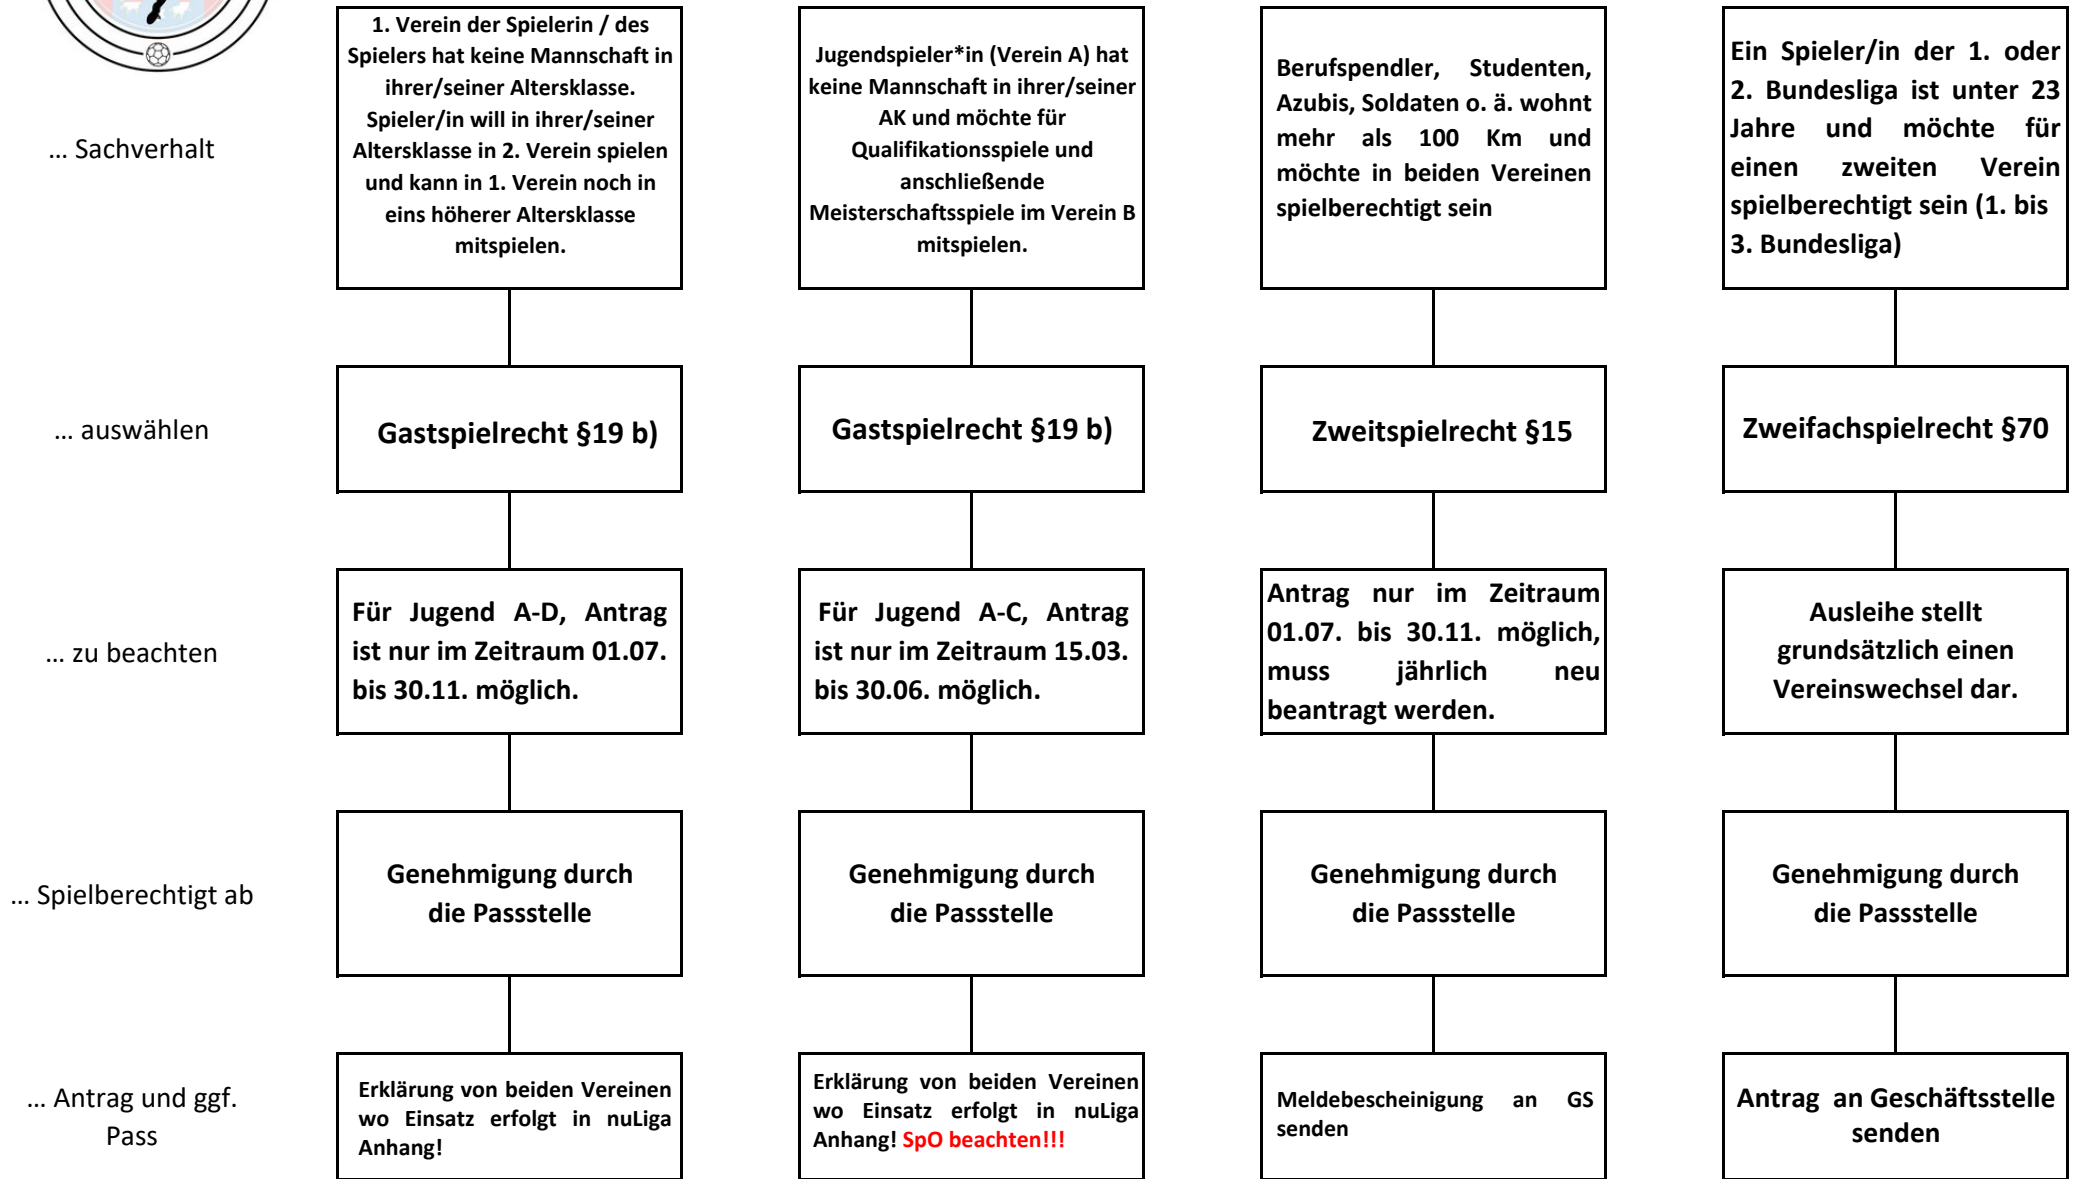 ... Sachverhalt
1. Verein der Spielerin / des
Spielers hat keine Mannschaft in
ihrer/seiner Altersklasse.
Spieler/in will in ihrer/seiner
Altersklasse in 2. Verein spielen
und kann in 1. Verein noch in
eins höherer Altersklasse
mitspielen.
Jugendspieler*in (Verein A) hat
keine Mannschaft in ihrer/seiner
AK und möchte für
Qualifikationsspiele und
anschließende
Meisterschaftsspiele im Verein B
mitspielen.
Berufspendler, Studenten,
Azubis, Soldaten o. ä. wohnt
mehr als 100 Km und
möchte in beiden Vereinen
spielberechtigt sein
Ein Spieler/in der 1. oder
2. Bundesliga ist unter 23
Jahre und möchte für
einen zweiten Verein
spielberechtigt sein (1. bis
3. Bundesliga)
... auswählen
Gastspielrecht §19 b)
Gastspielrecht §19 b)
Zweitspielrecht §15
Zweifachspielrecht §70
... zu beachten
Für Jugend A-D, Antrag
ist nur im Zeitraum 01.07.
bis 30.11. möglich.
Für Jugend A-C, Antrag
ist nur im Zeitraum 15.03.
bis 30.06. möglich.
Antrag nur im Zeitraum
01.07. bis 30.11. möglich,
muss jährlich neu
beantragt werden.
Ausleihe stellt
grundsätzlich einen
Vereinswechsel dar.
... Spielberechtigt ab
Genehmigung durch
die Passstelle
Genehmigung durch
die Passstelle
Genehmigung durch
die Passstelle
Genehmigung durch
die Passstelle
... Antrag und ggf.
Pass
Erklärung von beiden Vereinen
wo Einsatz erfolgt in nuLiga
Anhang!
Erklärung von beiden Vereinen
wo Einsatz erfolgt in nuLiga
Anhang! SpO beachten!!!
Meldebescheinigung an GS
senden
Antrag an Geschäftsstelle
senden